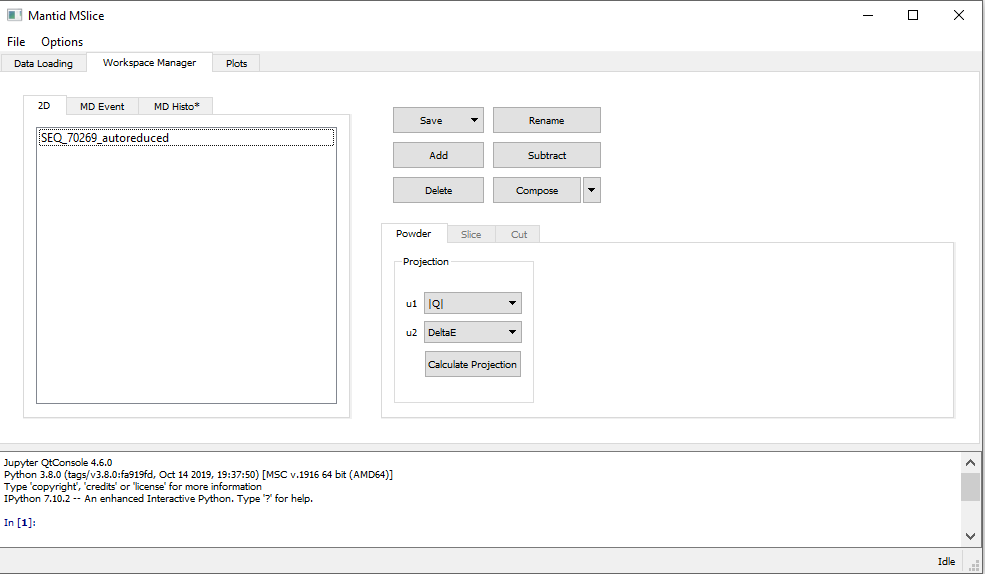 Mantid MSlice
File Options
Data Loading Workspace Manager Plots
2D MD Event MD Histo*
SEQ_70269_autoreduced
Save Rename
Add Subtract
Delete Compose
Powder Slice Cut
Projection
u1 |Q|
u2 DeltaE
Calculate Projection
Jupyter QtConsole 4.6.0
Python 3.8.0 (tags/v3.8.0:fa919fd, Oct 14 2019, 19:37:50) [MSC v.1916 64 bit (AMD64)]
Type 'copyright', 'credits' or 'license' for more information
IPython 7.10.2 -- An enhanced Interactive Python. Type '?' for help.
In [1]:
Idle